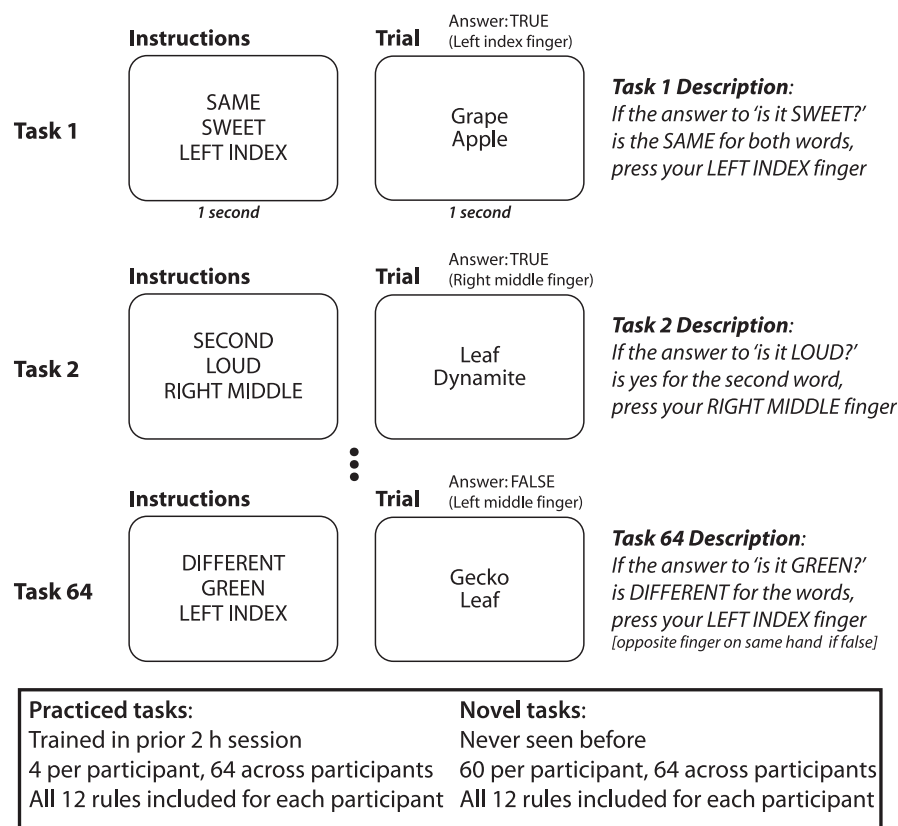 Instructions
Trial
Answer: TRUE
(Left index finger)
Task 1
SAME
SWEET
LEFT INDEX
1 second
Grape
Apple
1 second
Task 1 Description:
If the answer to ‘is it SWEET?’
is the SAME for both words,
press your LEFT INDEX finger
Instructions
Trial
Answer: TRUE
(Right middle finger)
Task 2
SECOND
LOUD
RIGHT MIDDLE
Leaf
Dynamite
Task 2 Description:
If the answer to ‘is it LOUD?’
is yes for the second word,
press your RIGHT MIDDLE finger
Instructions
Trial
Answer: FALSE
(Left middle finger)
Task 64
DIFFERENT
GREEN
LEFT INDEX
Gecko
Leaf
Task 64 Description:
If the answer to ‘is it GREEN?’
is DIFFERENT for the words,
press your LEFT INDEX finger
[opposite finger on same hand if false]
Practiced tasks:
Trained in prior 2 h session
4 per participant, 64 across participants
All 12 rules included for each participant
Novel tasks:
Never seen before
60 per participant, 64 across participants
All 12 rules included for each participant